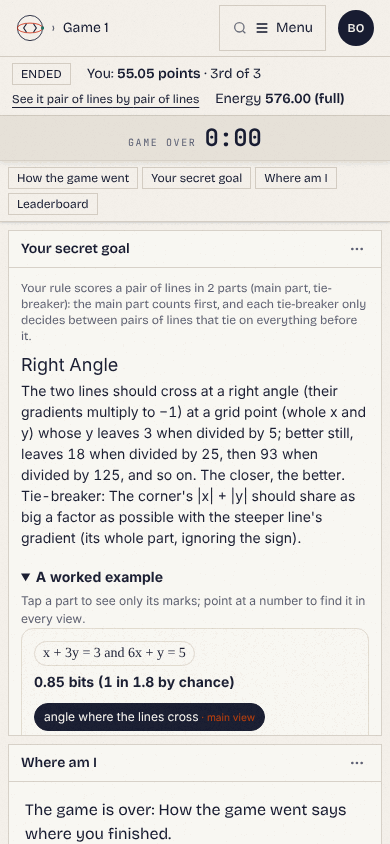 › Game 1
Menu
BO
ENDED You: 55.05 points · 3rd of 3
See it pair of lines by pair of lines Energy 576.00 (full)
GAME OVER 0:00
How the game went Your secret goal Where am I
Leaderboard
Your secret goal
Your rule scores a pair of lines in 2 parts (main part, tie-
breaker): the main part counts first, and each tie-breaker only
decides between pairs of lines that tie on everything before
it.
Right Angle
The two lines should cross at a right angle (their
gradients multiply to −1) at a grid point (whole x and
y) whose y leaves 3 when divided by 5; better still,
leaves 18 when divided by 25, then 93 when
divided by 125, and so on. The closer, the better.
Tie-breaker: The corner's |x| + |y| should share as
big a factor as possible with the steeper line's
gradient (its whole part, ignoring the sign).
▼ A worked example
Tap a part to see only its marks; point at a number to find it in
every view.
x + 3y = 3 and 6x + y = 5
0.85 bits (1 in 1.8 by chance)
angle where the lines cross · main view
Where am I
The game is over: How the game went says
where you finished.